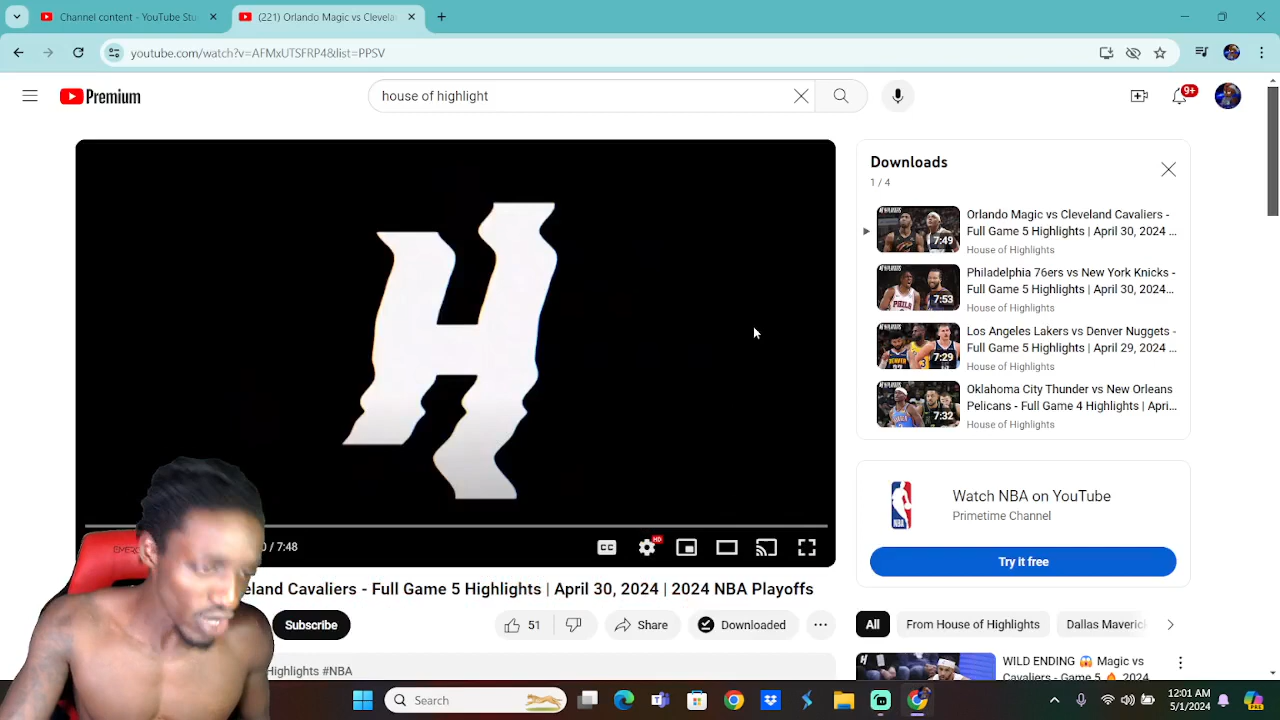 Channel content - YouTube Stu
(221) Orlando Magic vs Clevela
youtube.com/watch?v=AFMxUTSFRP4&list=PPSV
Premium
house of highlight
9+
Downloads
1 / 4
Orlando Magic vs Cleveland Cavaliers -
Full Game 5 Highlights | April 30, 2024 ...
House of Highlights
7:49
Philadelphia 76ers vs New York Knicks -
Full Game 5 Highlights | April 30, 2024...
House of Highlights
7:53
Los Angeles Lakers vs Denver Nuggets -
Full Game 5 Highlights | April 29, 2024 ...
House of Highlights
7:29
Oklahoma City Thunder vs New Orleans
Pelicans - Full Game 4 Highlights | Apri...
House of Highlights
7:32
H
/ 7:48
CC
HD
Watch NBA on YouTube
Primetime Channel
NBA
Try it free
eland Cavaliers - Full Game 5 Highlights | April 30, 2024 | 2024 NBA Playoffs
Subscribe
51
Share
Downloaded
All
From House of Highlights
Dallas Maveric
Highlights #NBA
WILD ENDING 😱 Magic vs
Cavaliers - Game 5 🔥 2024
Search
12:01 AM
5/1/2024